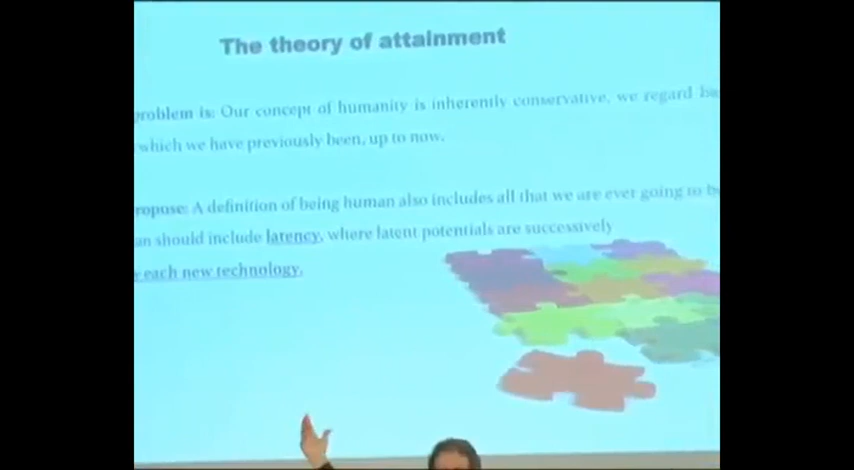 The theory of attainment
problem is: Our concept of humanity is inherently conservative, we regard
which we have previously been, up to now.
ropose: A definition of being human also includes all that we are ever going to
an should include latency, where latent potentials are successively
each new technology.